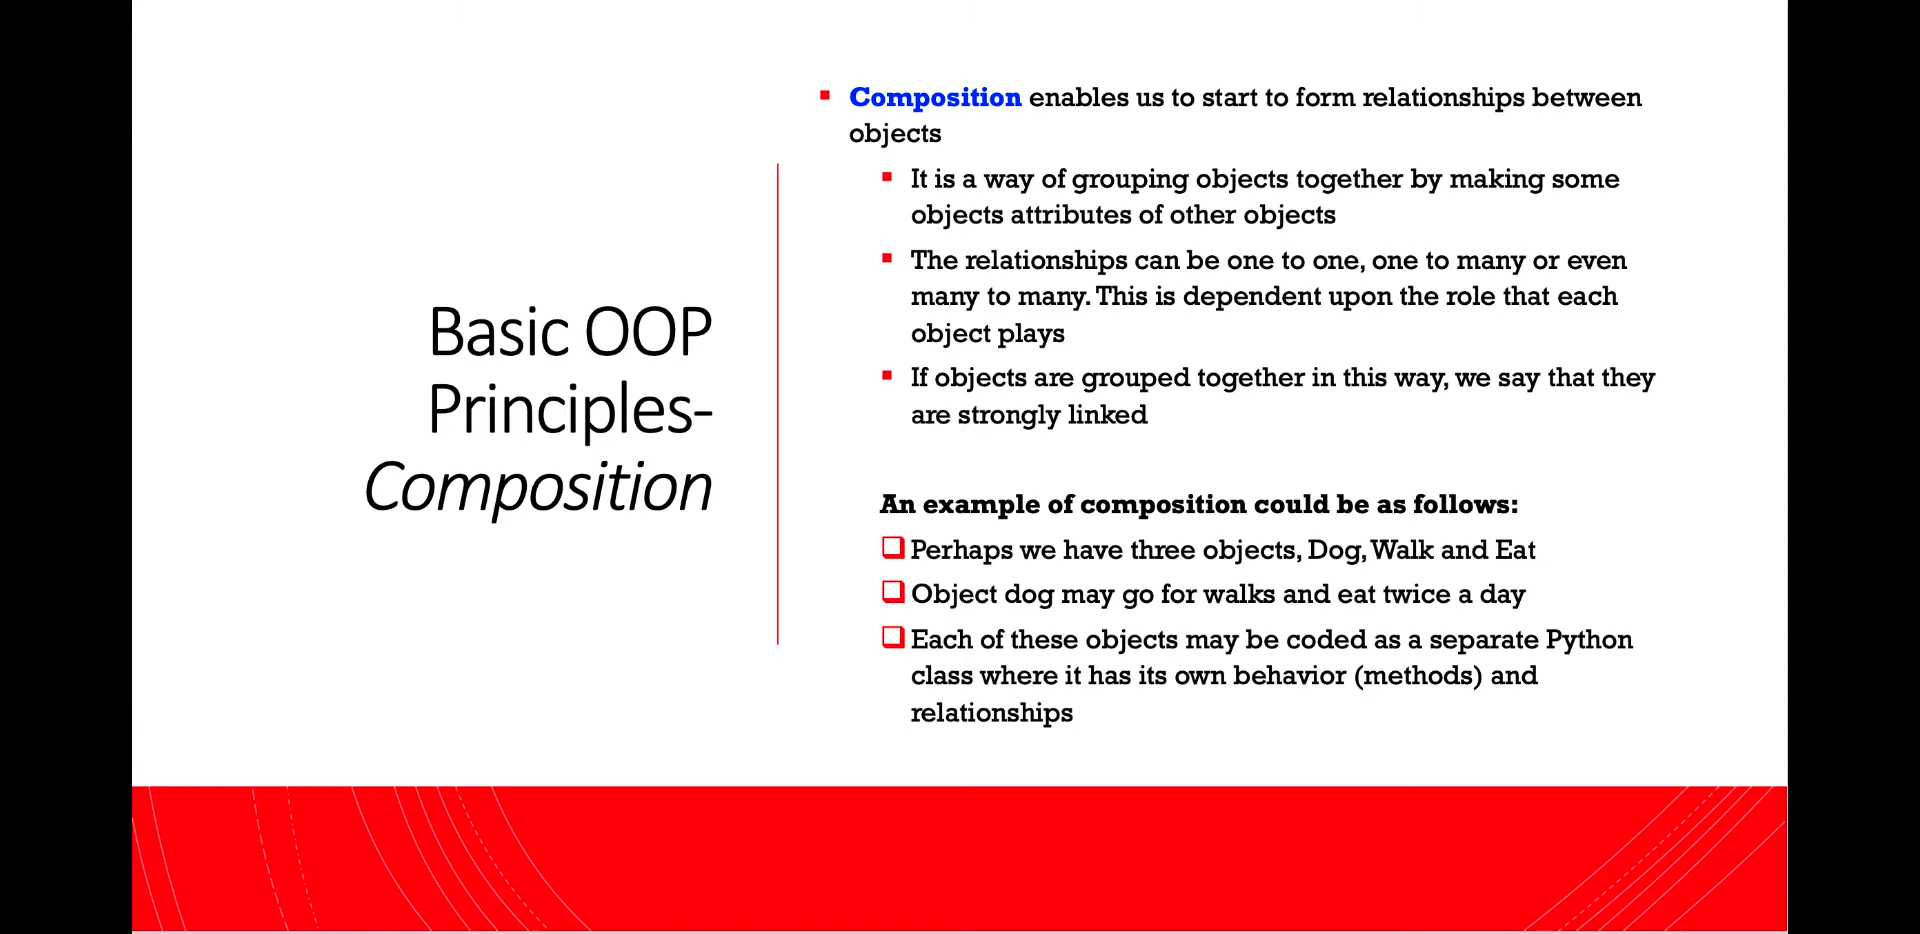 Basic OOP
Principles-
Composition
Composition enables us to start to form relationships between
objects
It is a way of grouping objects together by making some
objects attributes of other objects
The relationships can be one to one, one to many or even
many to many. This is dependent upon the role that each
object plays
If objects are grouped together in this way, we say that they
are strongly linked
An example of composition could be as follows:
Perhaps we have three objects, Dog, Walk and Eat
Object dog may go for walks and eat twice a day
Each of these objects may be coded as a separate Python
class where it has its own behavior (methods) and
relationships